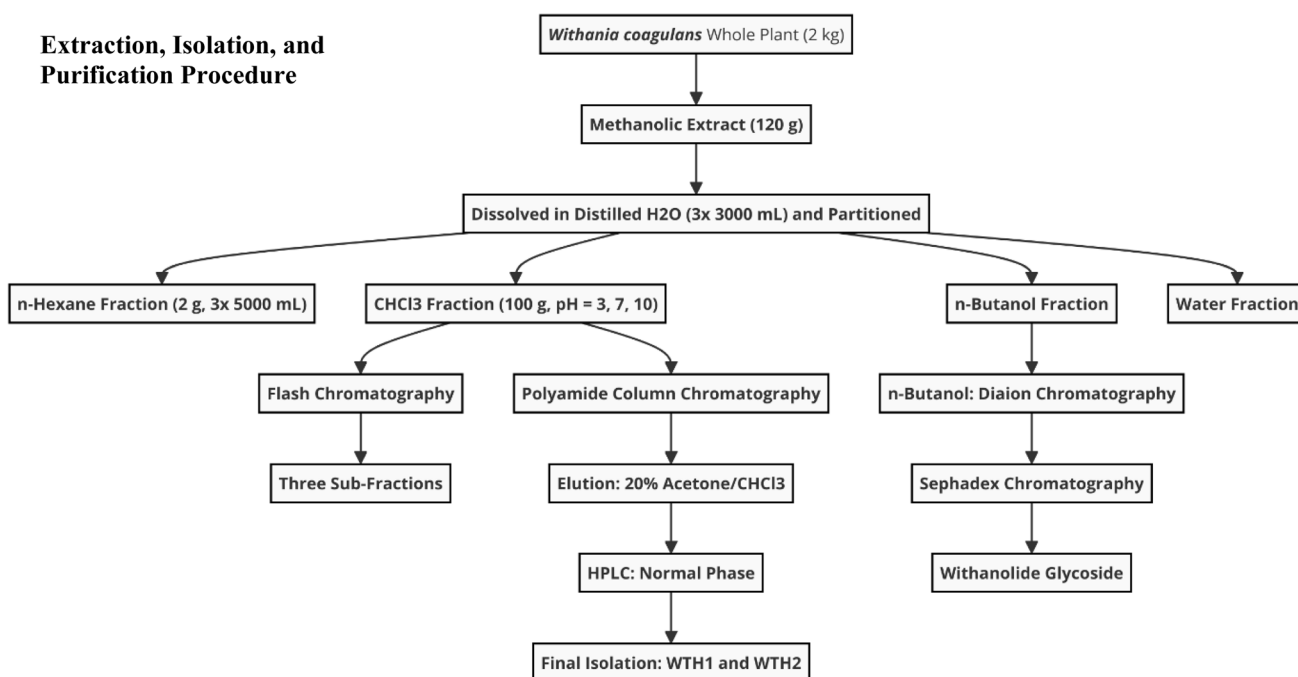 Extraction, Isolation, and
Purification Procedure
Withania coagulans Whole Plant (2 kg)
Methanolic Extract (120 g)
Dissolved in Distilled H2O (3x 3000 mL) and Partitioned
n-Hexane Fraction (2 g, 3x 5000 mL)
CHCl3 Fraction (100 g, pH = 3, 7, 10)
n-Butanol Fraction
Water Fraction
Flash Chromatography
Polyamide Column Chromatography
n-Butanol: Diaion Chromatography
Three Sub-Fractions
Elution: 20% Acetone/CHCl3
Sephadex Chromatography
HPLC: Normal Phase
Withanolide Glycoside
Final Isolation: WTH1 and WTH2